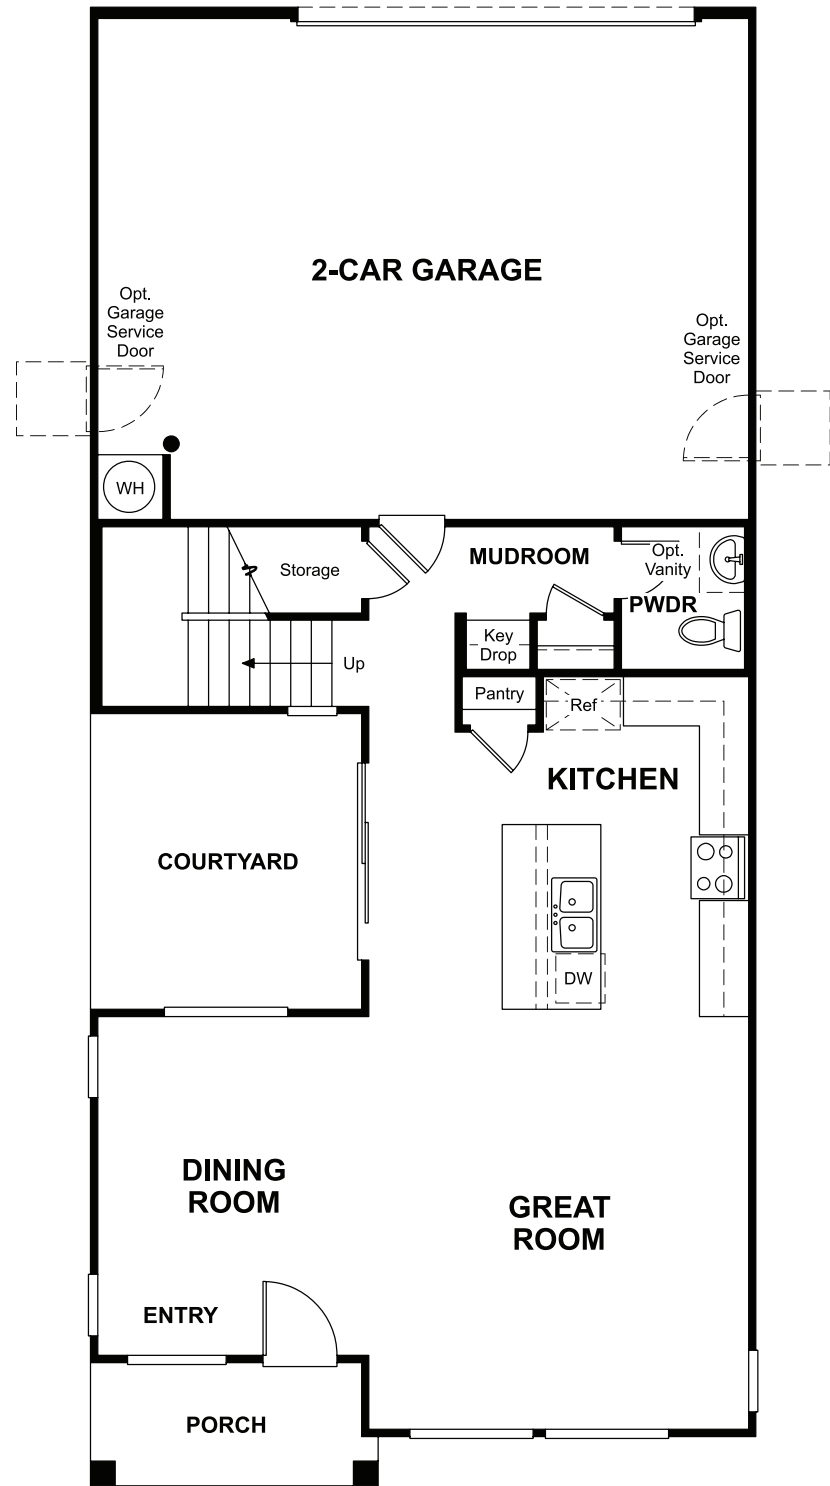 2-CAR GARAGE
Opt.
Garage
Service
Door
Opt.
Garage
Service
Door
WH
Storage
MUDROOM
Opt.
Vanity
PWDR
Key
Drop
Up
Pantry
Ref
KITCHEN
COURTYARD
DW
DINING
ROOM
GREAT
ROOM
ENTRY
PORCH